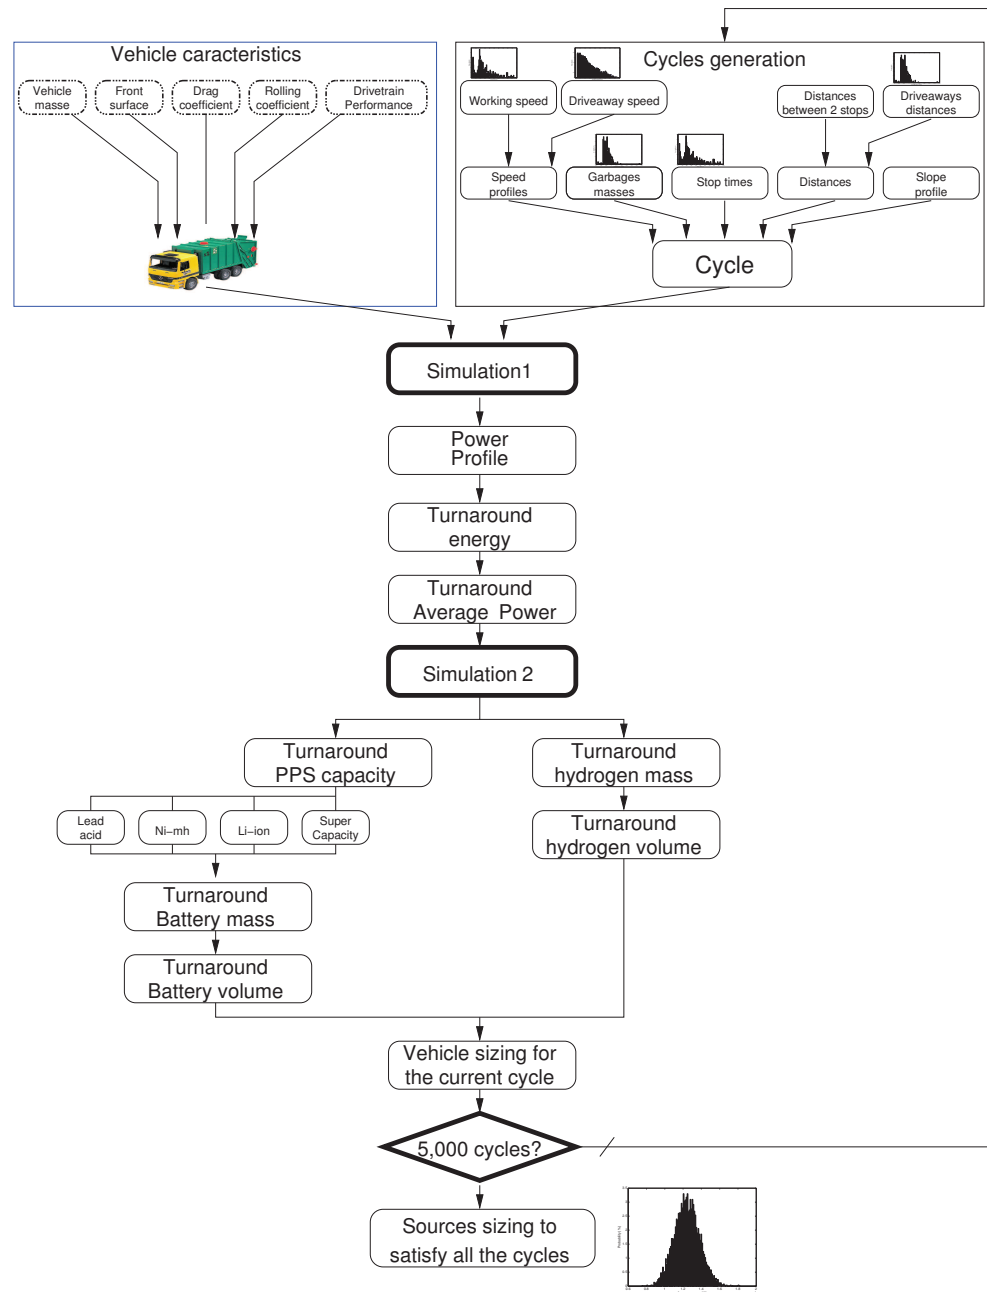 Vehicle caracteristics
Vehicle
masse
Front
surface
Drag
coefficient
Rolling
coefficient
Drivetrain
Performance
Cycles generation
Working speed
Driveaway speed
Distances
between 2 stops
Driveaways
distances
Speed
profiles
Garbages
masses
Stop times
Distances
Slope
profile
Cycle
Simulation1
Power
Profile
Turnaround
energy
Turnaround
Average Power
Simulation 2
Turnaround
PPS capacity
Turnaround
hydrogen mass
Lead
acid
Ni-mh
Li-ion
Super
Capacity
Turnaround
hydrogen volume
Turnaround
Battery mass
Turnaround
Battery volume
Vehicle sizing for
the current cycle
5,000 cycles?
Sources sizing to
satisfy all the cycles